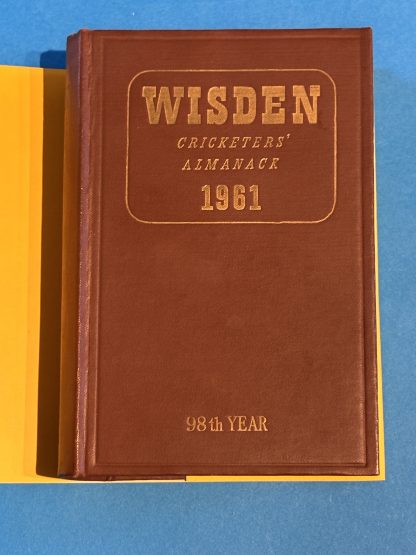 WISDEN
CRICKETERS'
ALMANACK
1961
98th YEAR